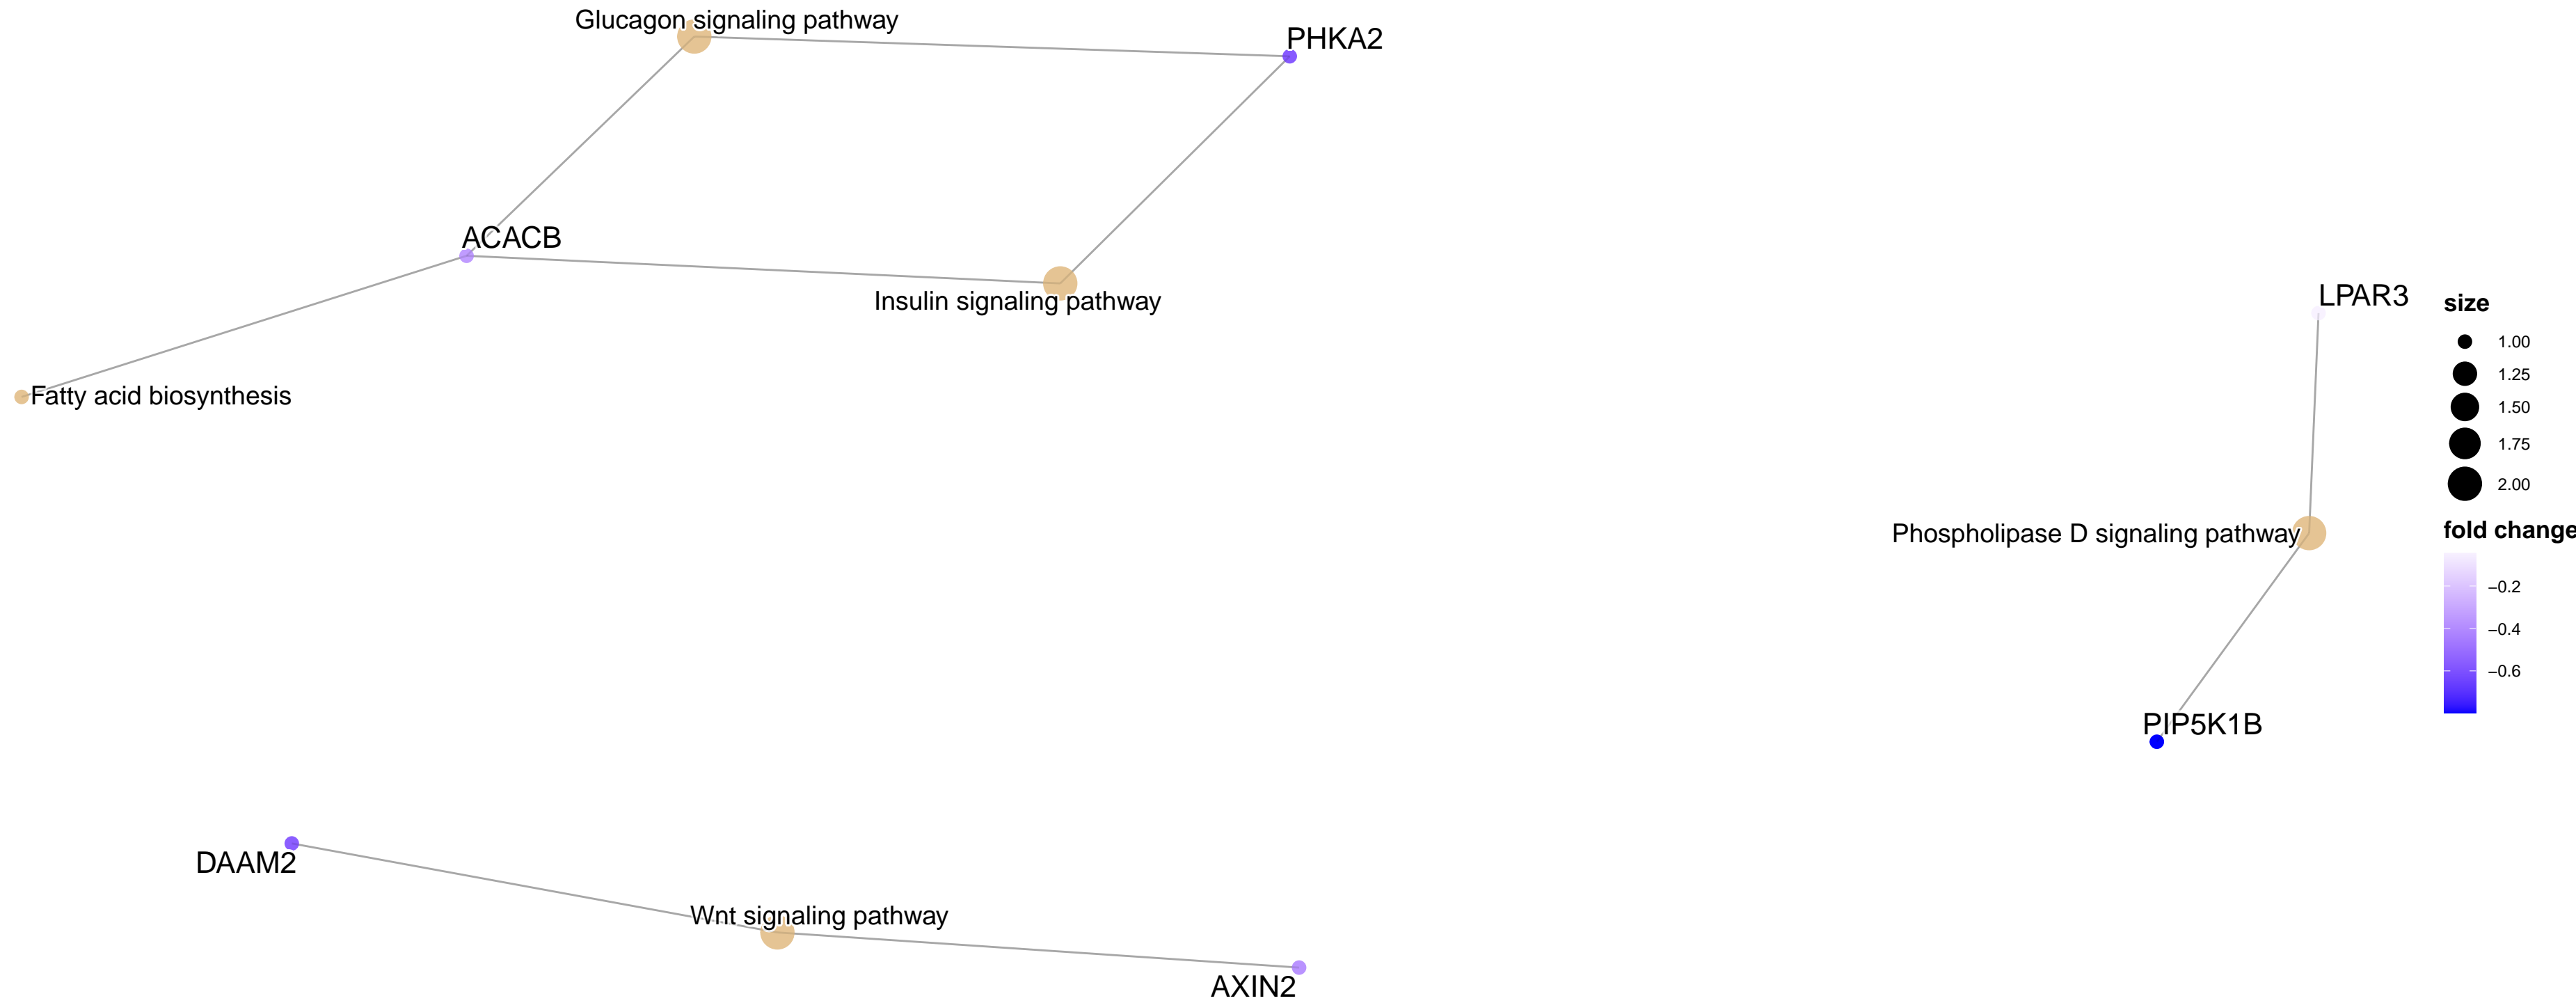 Glucagon signaling pathway
PHKA2
ACACB
Insulin signaling pathway
Fatty acid biosynthesis
LPAR3
Phospholipase D signaling pathway
PIP5K1B
DAAM2
Wnt signaling pathway
AXIN2
size
1.00
1.25
1.50
1.75
2.00
fold change
−0.2
−0.4
−0.6